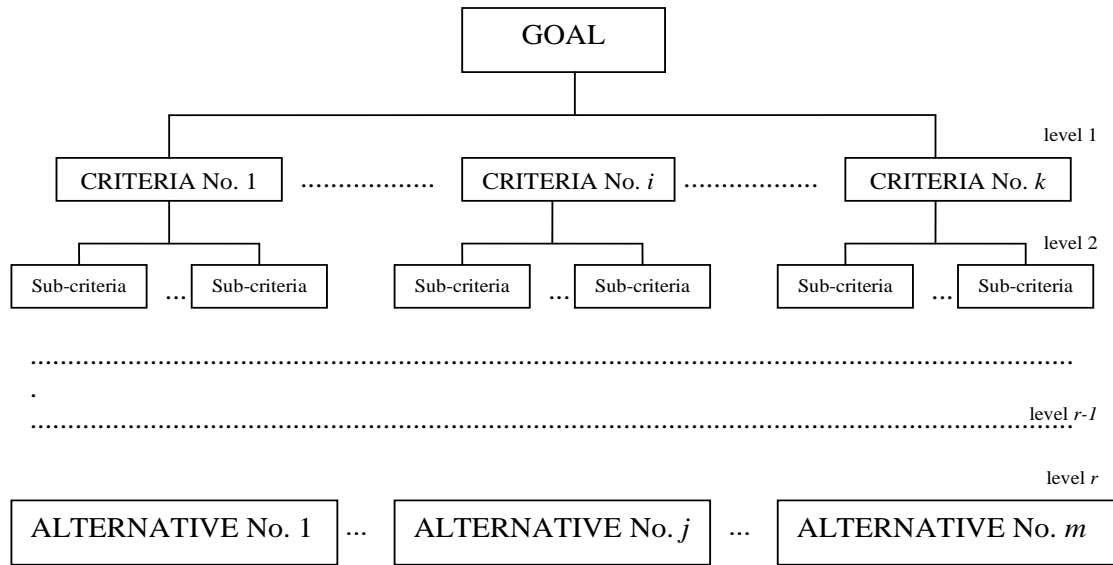 GOAL
level 1
CRITERIA No. 1 .................. CRITERIA No. i .................. CRITERIA No. k
level 2
Sub-criteria ... Sub-criteria Sub-criteria ... Sub-criteria Sub-criteria ... Sub-criteria
...........................................................................................................................................
.
...........................................................................................................................................
level r-1
level r
ALTERNATIVE No. 1 ... ALTERNATIVE No. j ... ALTERNATIVE No. m